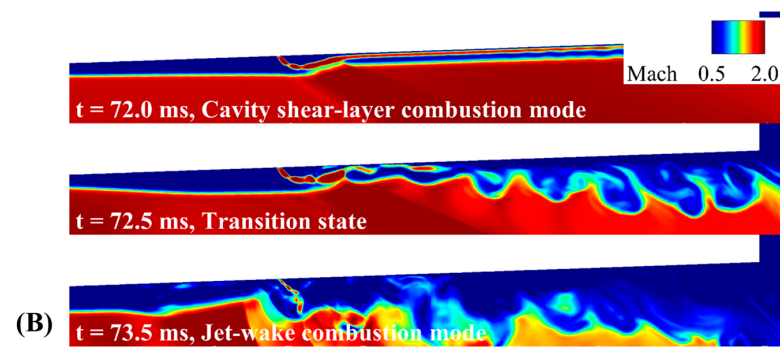 Mach 0.5 2.0
t = 72.0 ms, Cavity shear-layer combustion mode
t = 72.5 ms, Transition state
(B)
t = 73.5 ms, Jet-wake combustion mode